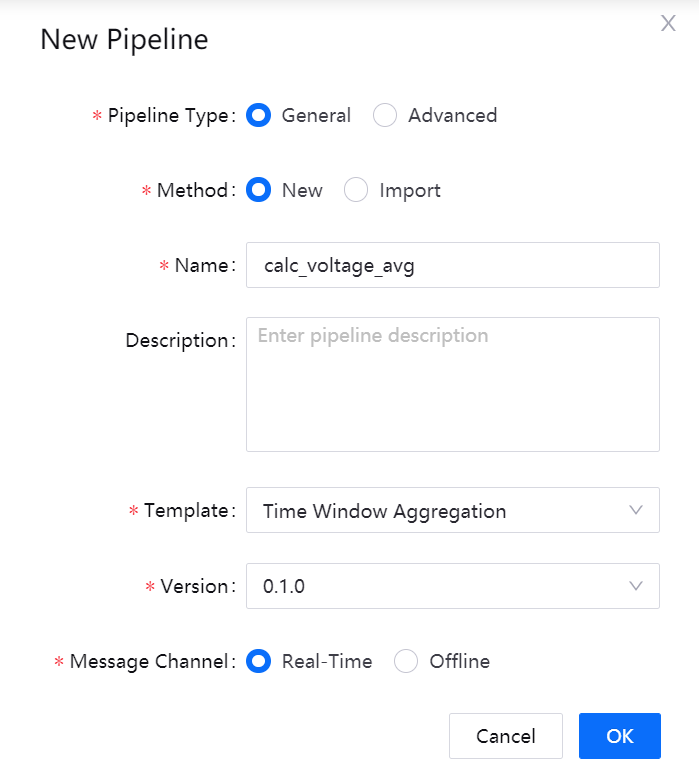 X
New Pipeline
* Pipeline Type: General Advanced
* Method: New Import
* Name: calc_voltage_avg
Description: Enter pipeline description
* Template: Time Window Aggregation
* Version: 0.1.0
* Message Channel: Real-Time Offline
Cancel OK